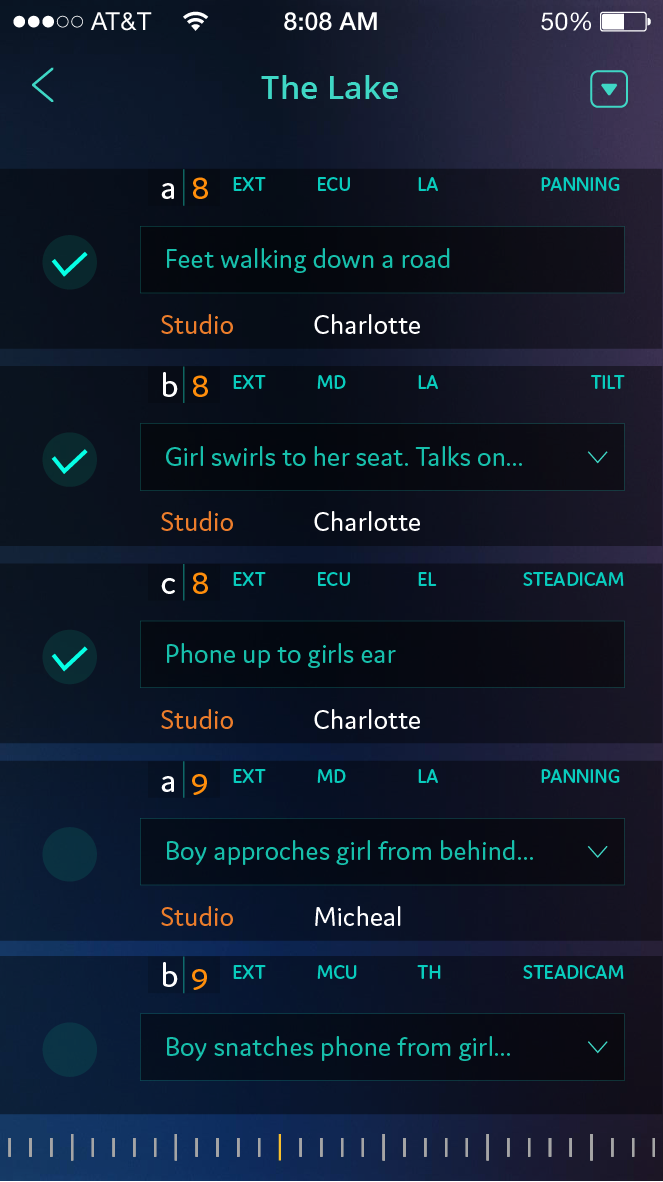 AT&T 8:08 AM 50%
The Lake
a 8 EXT ECU LA PANNING
Feet walking down a road
Studio Charlotte
b 8 EXT MD LA TILT
Girl swirls to her seat. Talks on...
Studio Charlotte
c 8 EXT ECU EL STEADICAM
Phone up to girls ear
Studio Charlotte
a 9 EXT MD LA PANNING
Boy approches girl from behind...
Studio Micheal
b 9 EXT MCU TH STEADICAM
Boy snatches phone from girl...